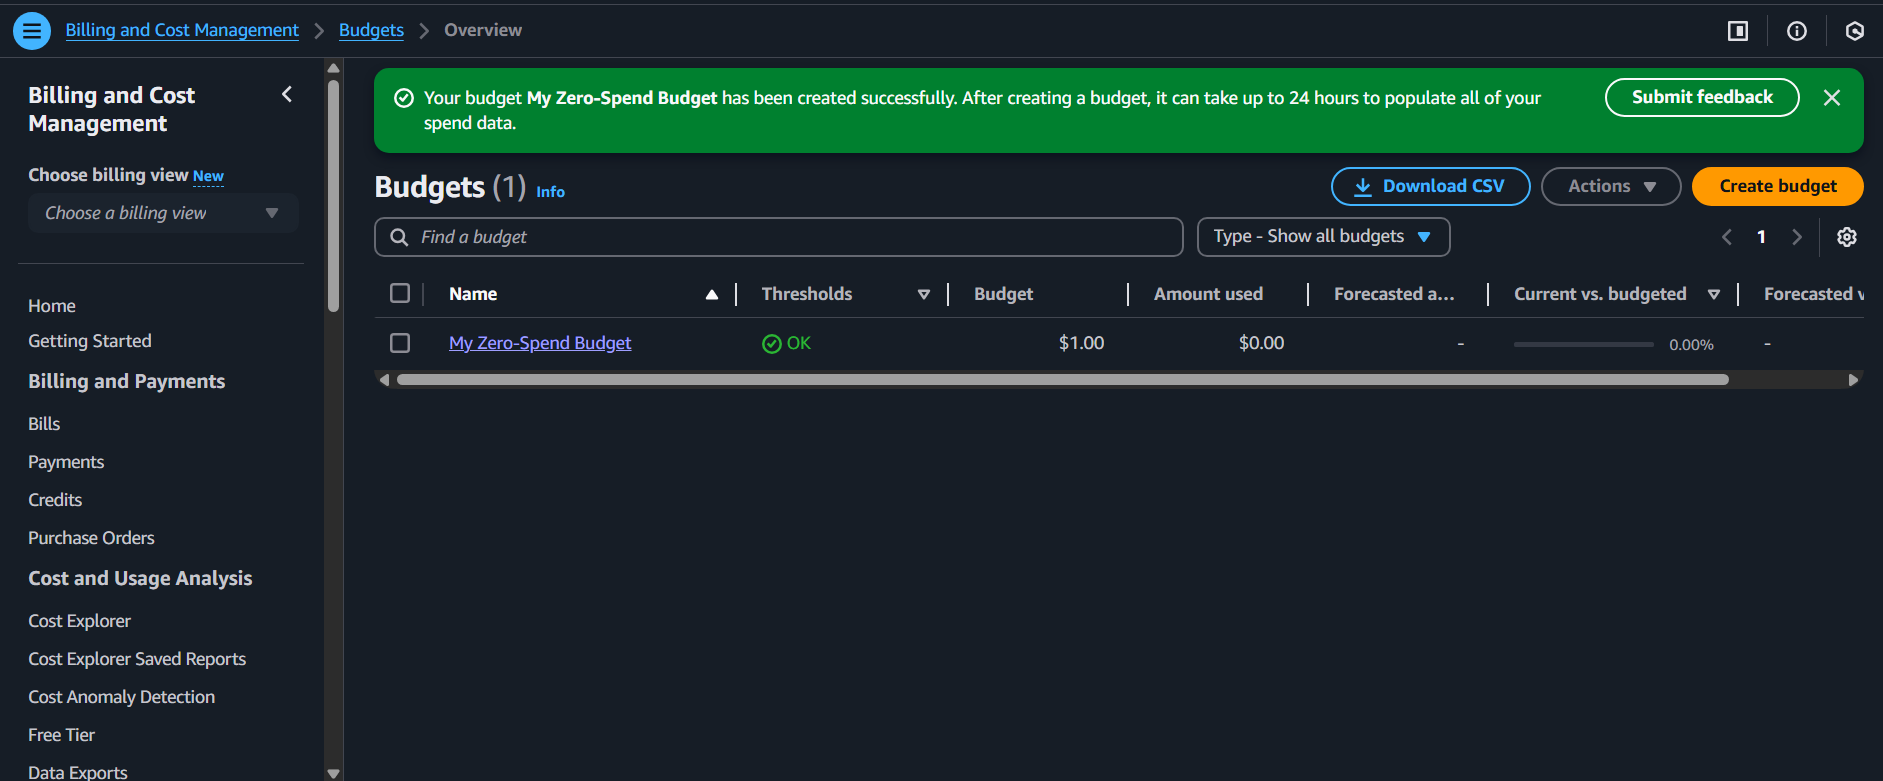 Billing and Cost Management > Budgets > Overview
Billing and Cost
Management
Choose billing view New
Choose a billing view
Home
Getting Started
Billing and Payments
Bills
Payments
Credits
Purchase Orders
Cost and Usage Analysis
Cost Explorer
Cost Explorer Saved Reports
Cost Anomaly Detection
Free Tier
Data Exports
Your budget My Zero-Spend Budget has been created successfully. After creating a budget, it can take up to 24 hours to populate all of your
spend data.
Submit feedback
Budgets (1) Info
Download CSV
Actions
Create budget
Find a budget
Type - Show all budgets
1
Name Thresholds Budget Amount used Forecasted a... Current vs. budgeted Forecasted v
My Zero-Spend Budget OK $1.00 $0.00 - 0.00% -